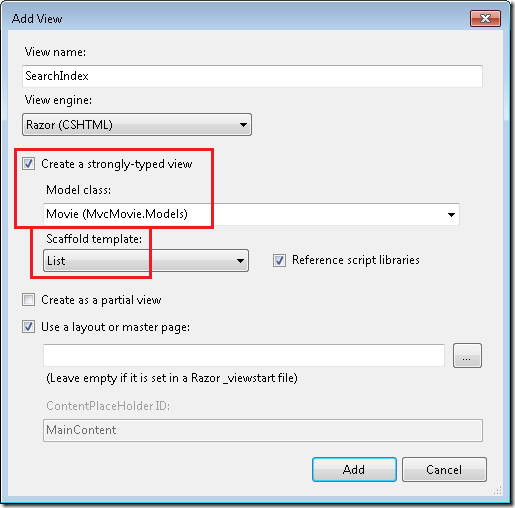 Add View
View name:
SearchIndex
View engine:
Razor (CSHTML)
Create a strongly-typed view
Model class:
Movie (MvcMovie.Models)
Scaffold template:
List
Reference script libraries
Create as a partial view
Use a layout or master page:
...
(Leave empty if it is set in a Razor _viewstart file)
ContentPlaceHolder ID:
MainContent
Add
Cancel